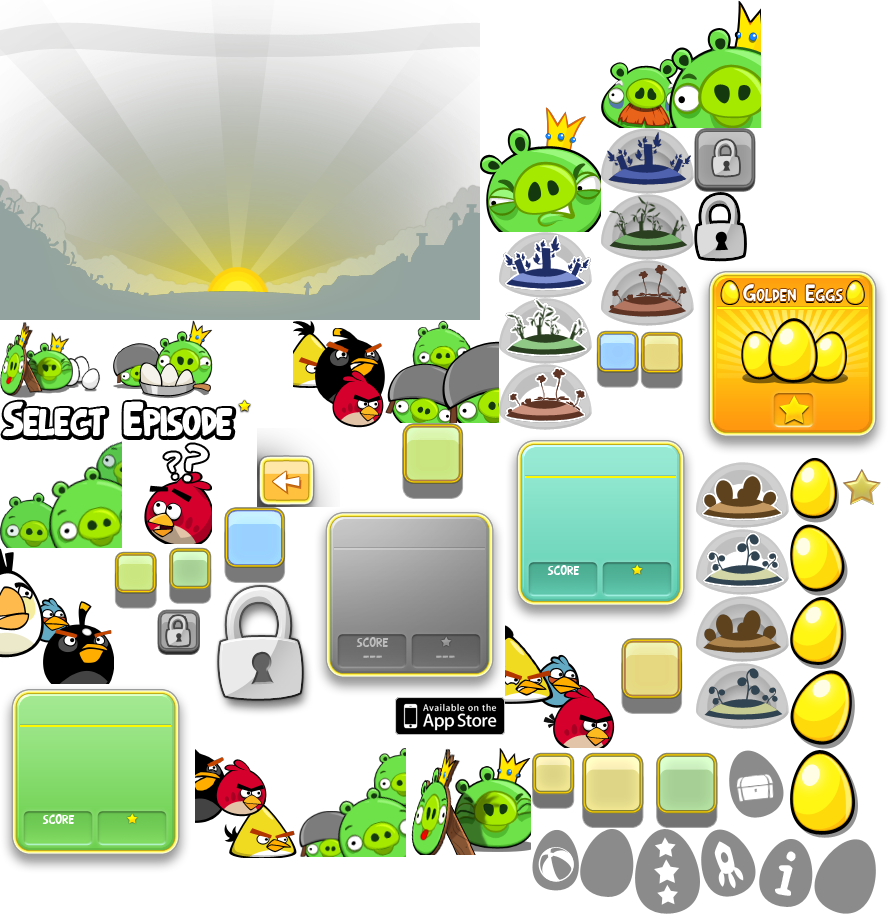 GOLDEN EGGS
SELECT EPISODE
SCORE
SCORE
---
---
Available on the
App Store
SCORE
i